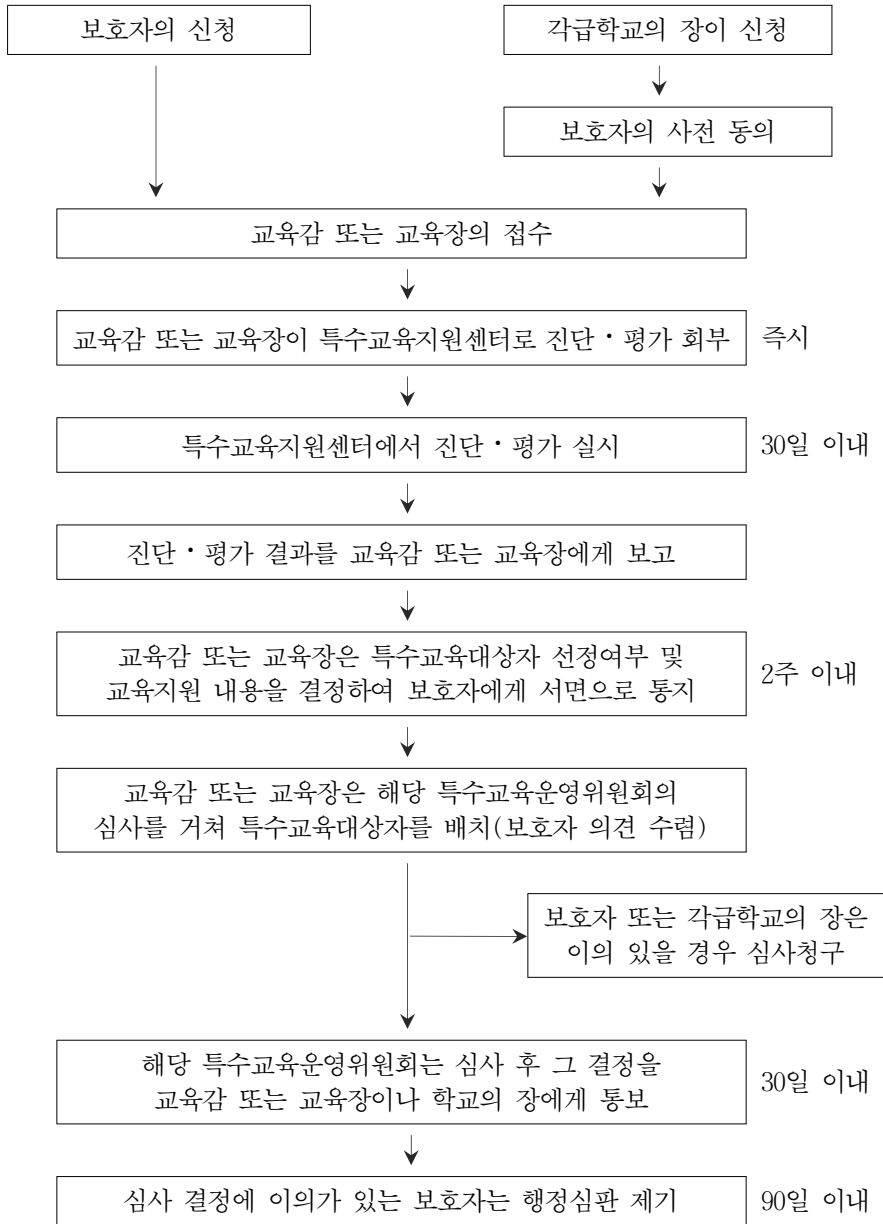 보호자의 신청
각급학교의 장이 신청
보호자의 사전 동의
교육감 또는 교육장의 접수
교육감 또는 교육장이 특수교육지원센터로 진단・평가 회부
즉시
특수교육지원센터에서 진단・평가 실시
30일 이내
진단・평가 결과를 교육감 또는 교육장에게 보고
교육감 또는 교육장은 특수교육대상자 선정여부 및
교육지원 내용을 결정하여 보호자에게 서면으로 통지
2주 이내
교육감 또는 교육장은 해당 특수교육운영위원회의
심사를 거쳐 특수교육대상자를 배치(보호자 의견 수렴)
보호자 또는 각급학교의 장은
이의 있을 경우 심사청구
해당 특수교육운영위원회는 심사 후 그 결정을
교육감 또는 교육장이나 학교의 장에게 통보
30일 이내
심사 결정에 이의가 있는 보호자는 행정심판 제기
90일 이내